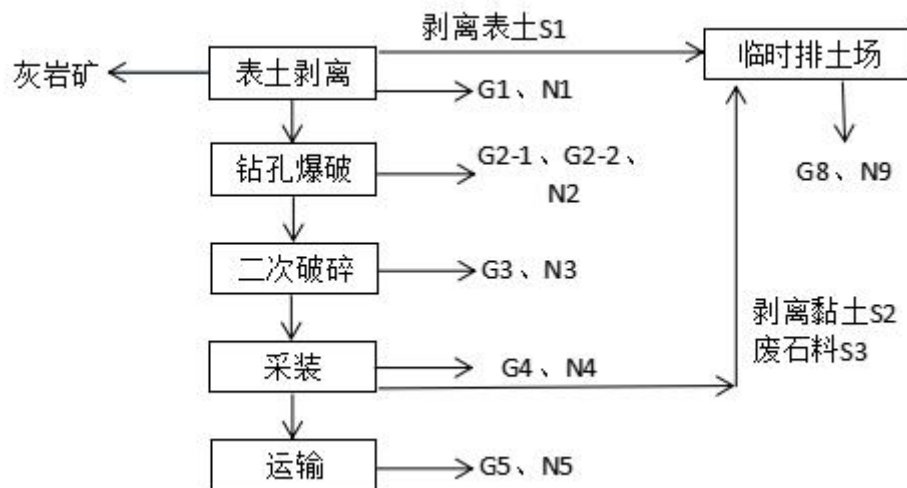 剥离表土S1
灰岩矿
表土剥离
临时排土场
G1、N1
钻孔爆破
G2-1、G2-2、
N2
G8、N9
二次破碎
G3、N3
剥离黏土S2
废石料S3
采装
G4、N4
运输
G5、N5